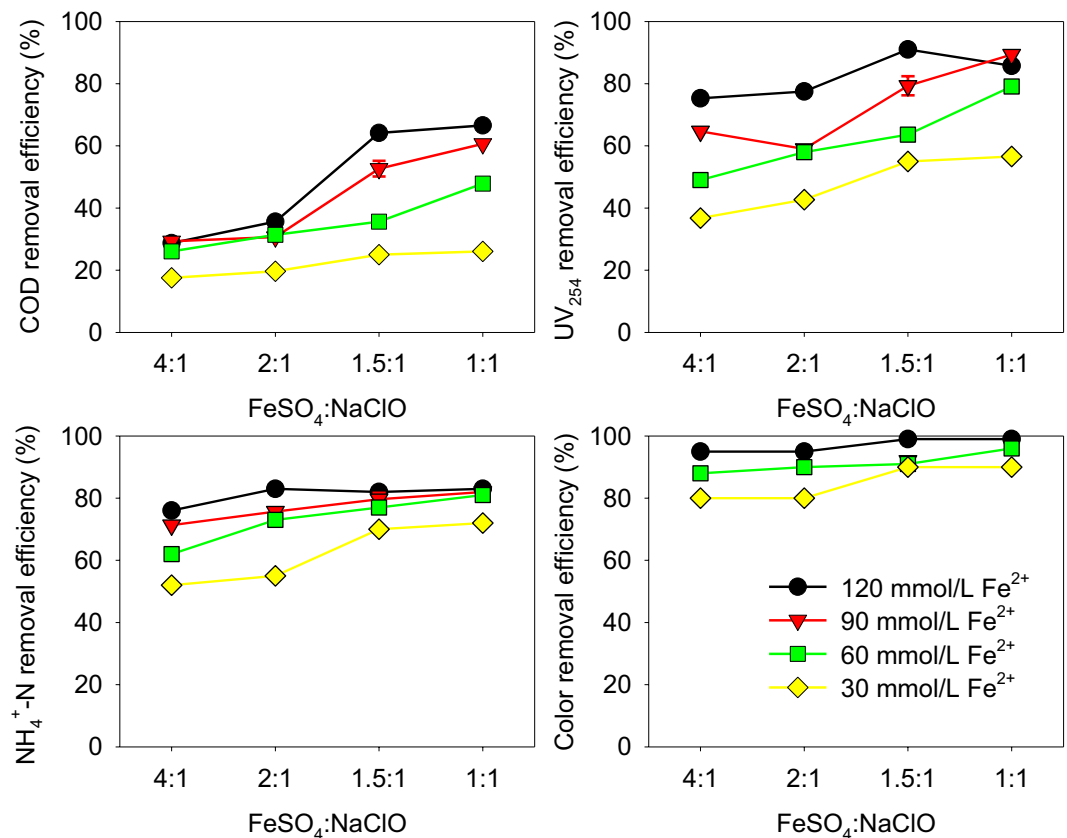 COD removal efficiency (%)
100
80
60
40
20
0
4:1 2:1 1.5:1 1:1
FeSO₄:NaClO
UV₂₅₄ removal efficiency (%)
100
80
60
40
20
0
4:1 2:1 1.5:1 1:1
FeSO₄:NaClO
NH₄⁺-N removal efficiency (%)
100
80
60
40
20
0
4:1 2:1 1.5:1 1:1
FeSO₄:NaClO
Color removal efficiency (%)
100
80
60
40
20
0
120 mmol/L Fe²⁺
90 mmol/L Fe²⁺
60 mmol/L Fe²⁺
30 mmol/L Fe²⁺
4:1 2:1 1.5:1 1:1
FeSO₄:NaClO